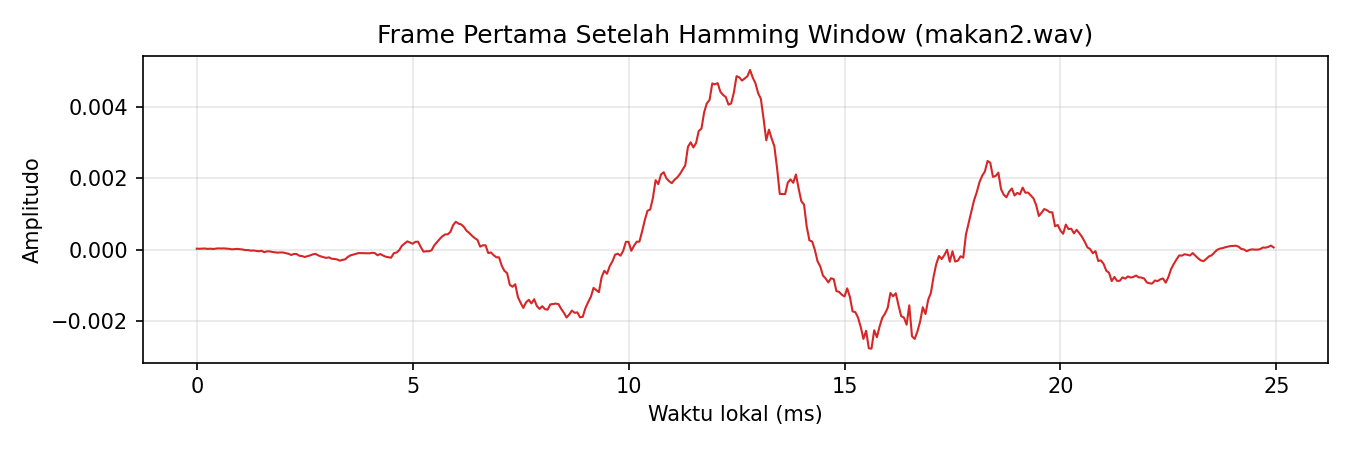 Frame Pertama Setelah Hamming Window (makan2.wav)
Amplitudo
0.004
0.002
0.000
−0.002
0 5 10 15 20 25
Waktu lokal (ms)